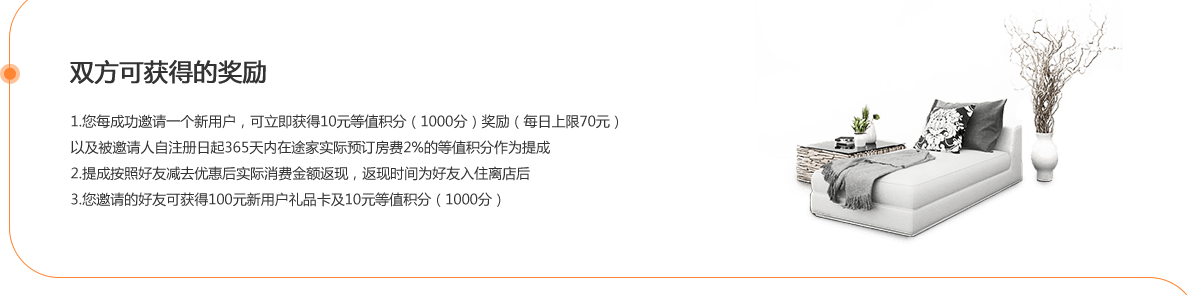 双方可获得的奖励
1.您每成功邀请一个新用户，可立即获得10元等值积分（1000分）奖励（每日上限70元）
以及被邀请人自注册日起365天内在途家实际预订房费2%的等值积分作为提成
2.提成按照好友减去优惠后实际消费金额返现，返现时间为好友入住离店后
3.您邀请的好友可获得100元新用户礼品卡及10元等值积分（1000分）